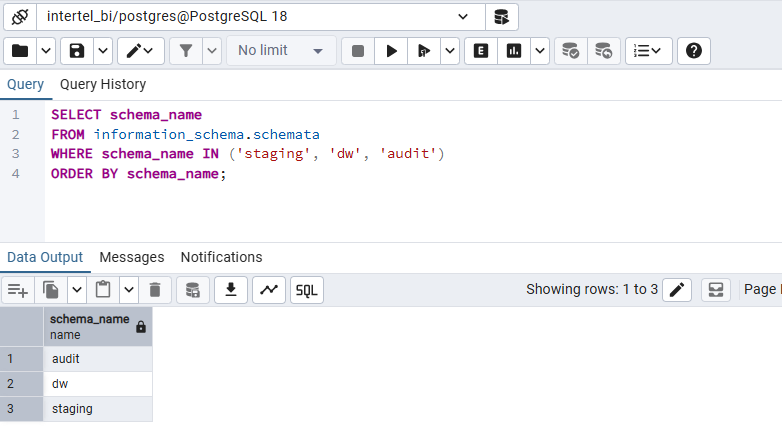 intertel_bi/postgres@PostgreSQL 18
No limit
Query Query History
1 SELECT schema_name
2 FROM information_schema.schemata
3 WHERE schema_name IN ('staging', 'dw', 'audit')
4 ORDER BY schema_name;
Data Output Messages Notifications
SQL Showing rows: 1 to 3 Page
schema_name
name
1 audit
2 dw
3 staging